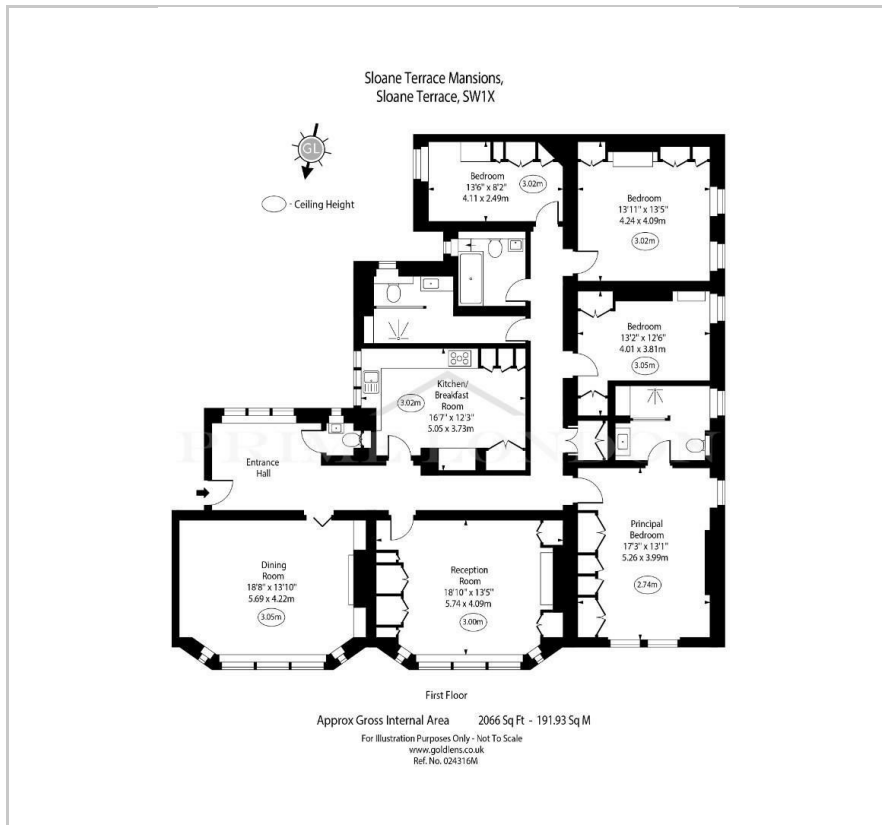 Sloane Terrace Mansions,
Sloane Terrace, SW1X
GL
- Ceiling Height
Bedroom
13'6" x 8'2"
4.11 x 2.49m
3.02m
Bedroom
13'11" x 13'5"
4.24 x 4.09m
3.02m
Bedroom
13'2" x 12'6"
4.01 x 3.81m
3.05m
Kitchen/
Breakfast
Room
16'7" x 12'3"
5.05 x 3.73m
3.02m
PRIME LONDON
Entrance
Hall
Principal
Bedroom
17'3" x 13'1"
5.26 x 3.99m
2.74m
Dining
Room
18'8" x 13'10"
5.69 x 4.22m
3.05m
Reception
Room
18'10" x 13'5"
5.74 x 4.09m
3.00m
First Floor
Approx Gross Internal Area 2066 Sq Ft - 191.93 Sq M
For Illustration Purposes Only - Not To Scale
www.goldlens.co.uk
Ref. No. 024316M